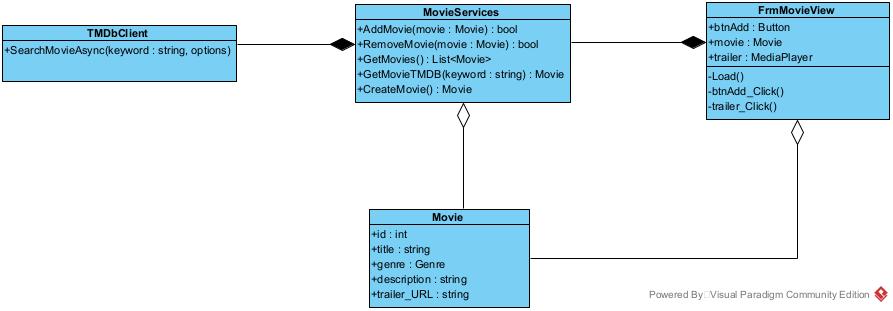 TMDbClient
+SearchMovieAsync(keyword : string, options)
MovieServices
+AddMovie(movie : Movie) : bool
+RemoveMovie(movie : Movie) : bool
+GetMovies() : List<Movie>
+GetMovieTMDB(keyword : string) : Movie
+CreateMovie() : Movie
FrmMovieView
+btnAdd : Button
+movie : Movie
+trailer : MediaPlayer
-Load()
-btnAdd_Click()
-trailer_Click()
Movie
+id : int
+title : string
+genre : Genre
+description : string
+trailer_URL : string
Powered By Visual Paradigm Community Edition